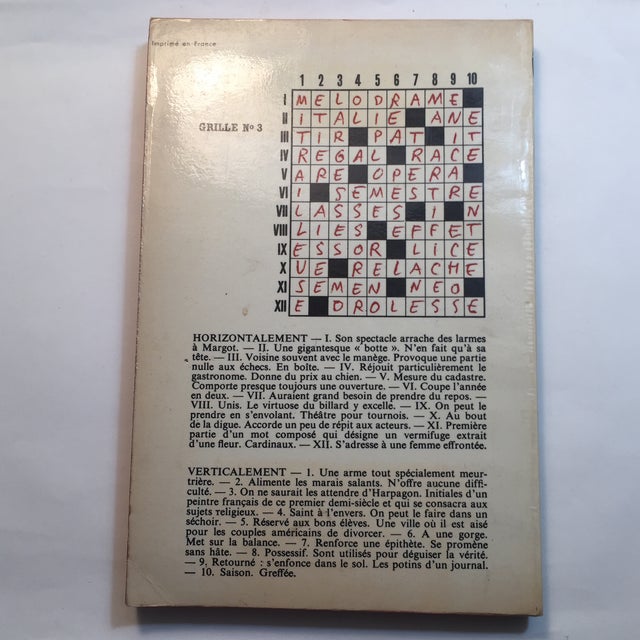 Imprimé en France
1 2 3 4 5 6 7 8 9 10
GRILLE Nº 3
I MELODRAME
II ITALIE ANE
III TIR PAT IT
IV REGAL RACE
V ARE OPERA
VI I SEMESTRE
VII LASSES I N
VIII LIES EFFET
IX ESSOR LICE
X UE RELACHE
XI SEMEN NEO
XII E DROLESSE
HORIZONTALEMENT — I. Son spectacle arrache des larmes
à Margot. — II. Une gigantesque « botte ». N'en fait qu'à sa
tête. — III. Voisine souvent avec le manège. Provoque une partie
nulle aux échecs. En boîte. — IV. Réjouit particulièrement le
gastronome. Donne du prix au chien. — V. Mesure du cadastre.
Comporte presque toujours une ouverture. — VI. Coupe l'année
en deux. — VII. Auraient grand besoin de prendre du repos. —
VIII. Unis. Le virtuose du billard y excelle. — IX. On peut le
prendre en s'envolant. Théâtre pour tournois. — X. Au bout
de la digue. Accorde un peu de répit aux acteurs. — XI. Première
partie d'un mot composé qui désigne un vermifuge extrait
d'une fleur. Cardinaux. — XII. S'adresse à une femme effrontée.
VERTICALEMENT — 1. Une arme tout spécialement meur-
trière. — 2. Alimente les marais salants. N'offre aucune diffi-
culté. — 3. On ne saurait les attendre d'Harpagon. Initiales d'un
peintre français de ce premier demi-siècle et qui se consacra aux
sujets religieux. — 4. Saint à l'envers. On peut le faire dans un
séchoir. — 5. Réservé aux bons élèves. Une ville où il est aisé
pour les couples américains de divorcer. — 6. A une gorge.
Met sur la balance. — 7. Renforce une épithète. Se promène
sans hâte. — 8. Possessif. Sont utilisés pour déguiser la vérité.
— 9. Retourné : s'enfonce dans le sol. Les potins d'un journal.
— 10. Saison. Greffée.